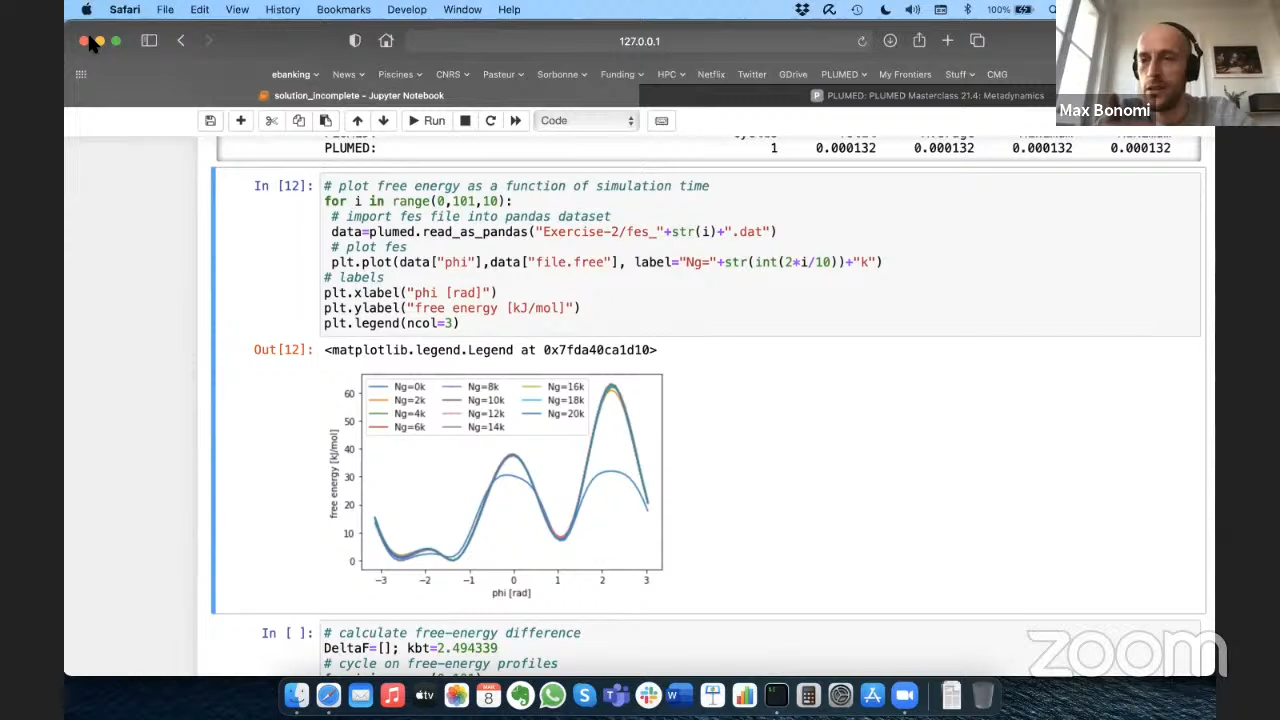 Safari File Edit View History Bookmarks Develop Window Help 100%
127.0.0.1
ebanking News Piscines CNRS Pasteur Sorbonne Funding HPC Netflix Twitter GDrive PLUMED My Frontiers Stuff CMG
solution_incomplete - Jupyter Notebook
P PLUMED: PLUMED Masterclass 21.4: Metadynamics
Max Bonomi
Run Code
PLUMED: 1 0.000132 0.000132 0.000132 0.000132
In [12]: # plot free energy as a function of simulation time
for i in range(0,101,10):
# import fes file into pandas dataset
data=plumed.read_as_pandas("Exercise-2/fes_"+str(i)+".dat")
# plot fes
plt.plot(data["phi"],data["file.free"], label="Ng="+str(int(2*i/10))+"k")
# labels
plt.xlabel("phi [rad]")
plt.ylabel("free energy [kJ/mol]")
plt.legend(ncol=3)
Out[12]: <matplotlib.legend.Legend at 0x7fda40ca1d10>
Ng=0k Ng=8k Ng=16k
Ng=2k Ng=10k Ng=18k
Ng=4k Ng=12k Ng=20k
Ng=6k Ng=14k
60
50
40
30
20
10
0
free energy [kJ/mol]
−3 −2 −1 0 1 2 3
phi [rad]
In [ ]: # calculate free-energy difference
DeltaF=[]; kbt=2.494339
# cycle on free-energy profiles
zoom
tv
MAR
8